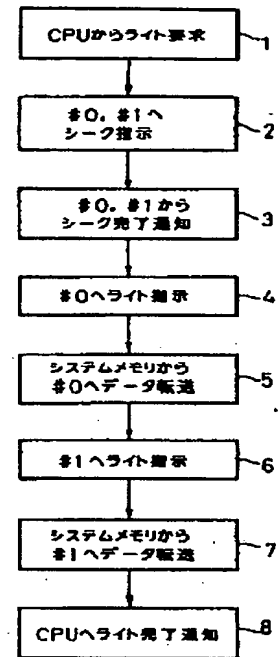 CPUからライト要求
1
#0。#1へ
シーク指示
2
#0。#1から
シーク完了通知
3
#0へライト指示
4
システムメモリから
#0へデータ転送
5
#1へライト指示
6
システムメモリから
#1へデータ転送
7
CPUへライト完了通知
8